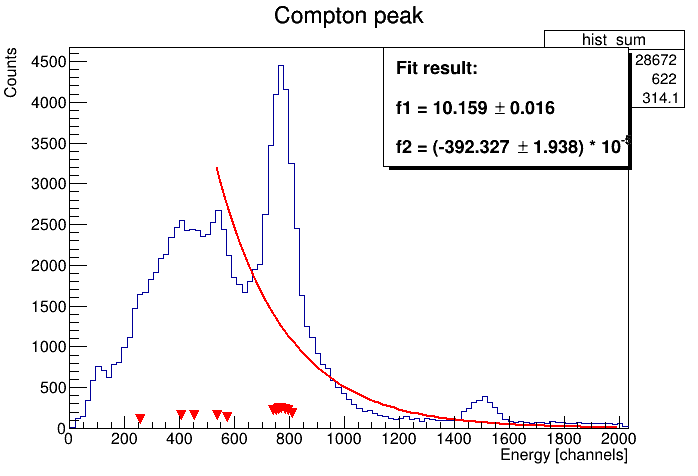 Compton peak
hist_sum
28672
622
314.1
Fit result:
f1 = 10.159 ± 0.016
f2 = (-392.327 ± 1.938) * 10
Counts
4500
4000
3500
3000
2500
2000
1500
1000
500
0
0 200 400 600 800 1000 1200 1400 1600 1800 2000
Energy [channels]